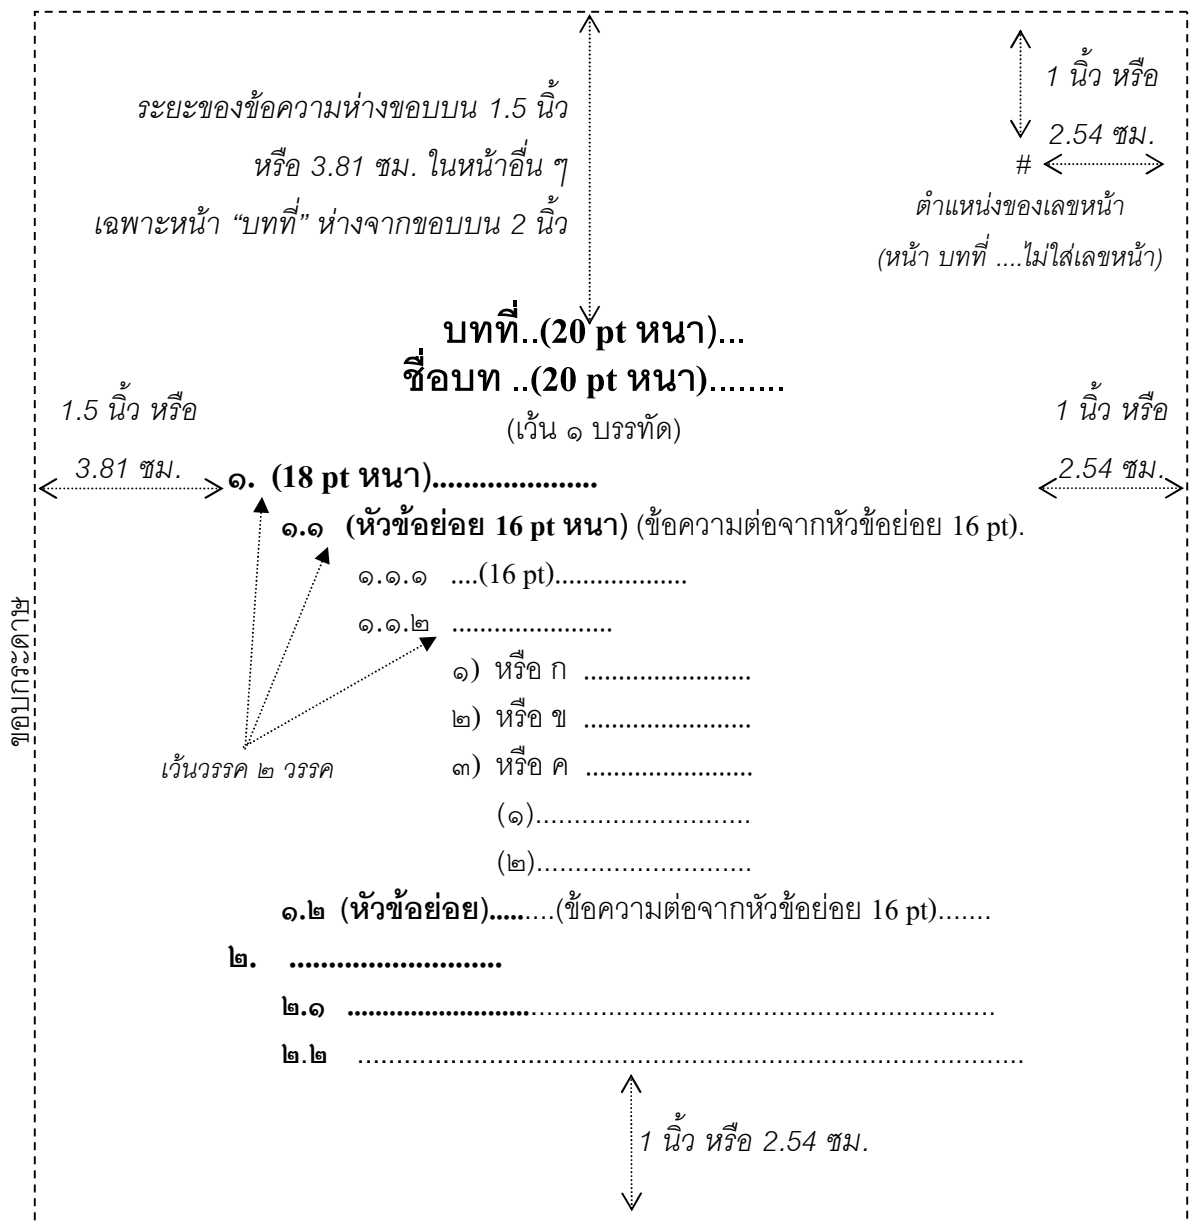 1 นิ้ว หรือ
2.54 ซม.
#
ตำแหน่งของเลขหน้า
(หน้า บทที่ ....ไม่ใส่เลขหน้า)
ระยะของข้อความห่างขอบบน 1.5 นิ้ว
หรือ 3.81 ซม. ในหน้าอื่น ๆ
เฉพาะหน้า “บทที่” ห่างจากขอบบน 2 นิ้ว
บทที่..(20 pt หนา)...
ชื่อบท ..(20 pt หนา)........
(เว้น ๑ บรรทัด)
1.5 นิ้ว หรือ
3.81 ซม.
1 นิ้ว หรือ
2.54 ซม.
๑. (18 pt หนา).....................
๑.๑ (หัวข้อย่อย 16 pt หนา) (ข้อความต่อจากหัวข้อย่อย 16 pt).
๑.๑.๑ ....(16 pt)...................
๑.๑.๒ .......................
๑) หรือ ก ........................
๒) หรือ ข ........................
๓) หรือ ค ........................
(๑)............................
(๒)............................
ขอบกระดาษ
เว้นวรรค ๒ วรรค
๑.๒ (หัวข้อย่อย).........(ข้อความต่อจากหัวข้อย่อย 16 pt).......
๒. ...........................
๒.๑ ....................................................................................
๒.๒ ......................................................................................
1 นิ้ว หรือ 2.54 ซม.